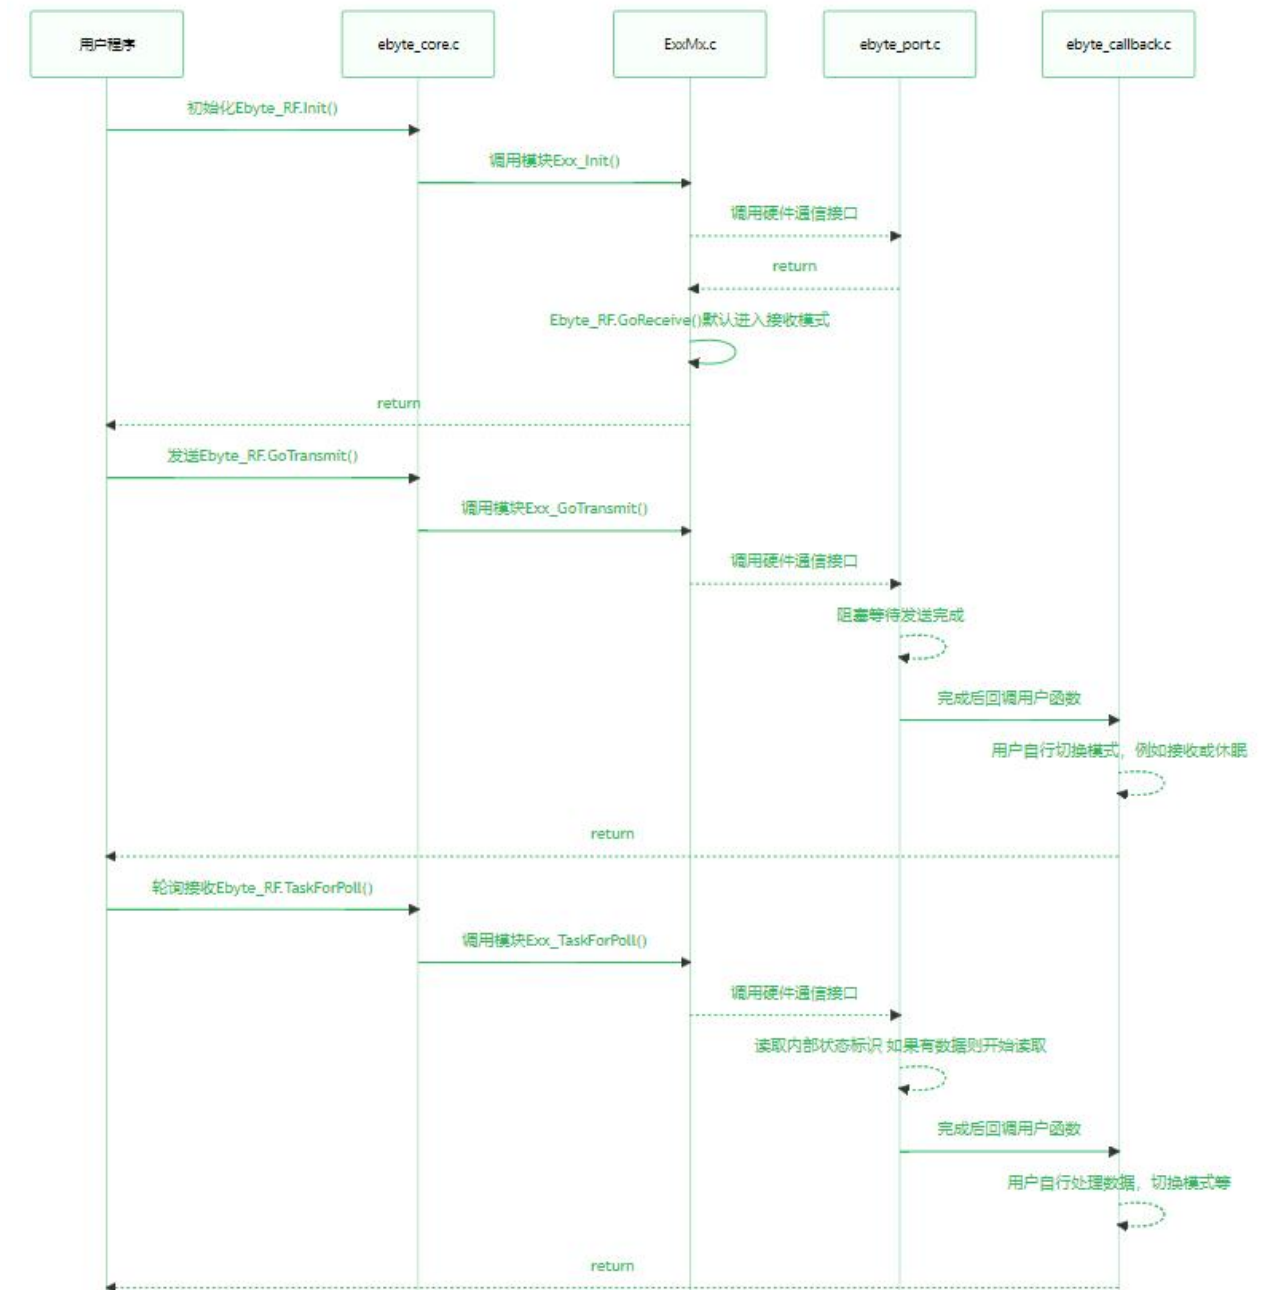 用户程序
ebyte_core.c
ExxMx.c
ebyte_port.c
ebyte_callback.c
初始化Ebyte_RF.Init()
调用模块Exx_Init()
调用硬件通信接口
return
Ebyte_RF.GoReceive()默认进入接收模式
return
发送Ebyte_RF.GoTransmit()
调用模块Exx_GoTransmit()
调用硬件通信接口
阻塞等待发送完成
完成后回调用户函数
用户自行切换模式，例如接收或休眠
return
轮询接收Ebyte_RF.TaskForPoll()
调用模块Exx_TaskForPoll()
调用硬件通信接口
读取内部状态标识 如果有数据则开始读取
完成后回调用户函数
用户自行处理数据，切换模式等
return